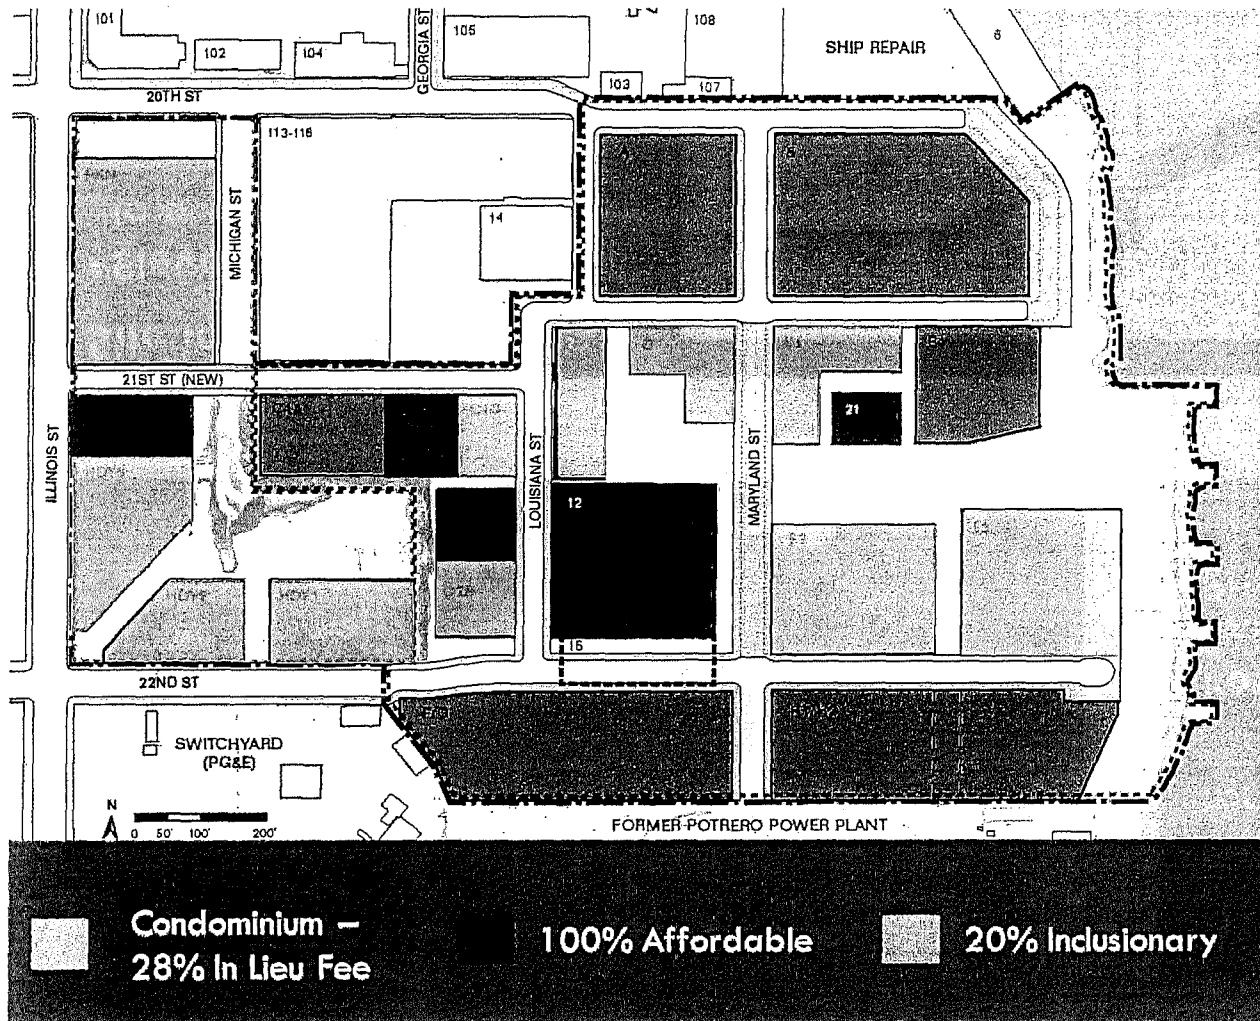 101
102
104
GEORGIA ST
105
108
103
107
SHIP REPAIR
6
20TH ST
113-116
14
MICHIGAN ST
21ST ST (NEW)
ILLINOIS ST
LOUISIANA ST
MARYLAND ST
21
12
16
22ND ST
SWITCHYARD
(PG&E)
N
0 50' 100' 200'
FORMER POTRERO POWER PLANT
Condominium –
28% In Lieu Fee
100% Affordable
20% Inclusionary